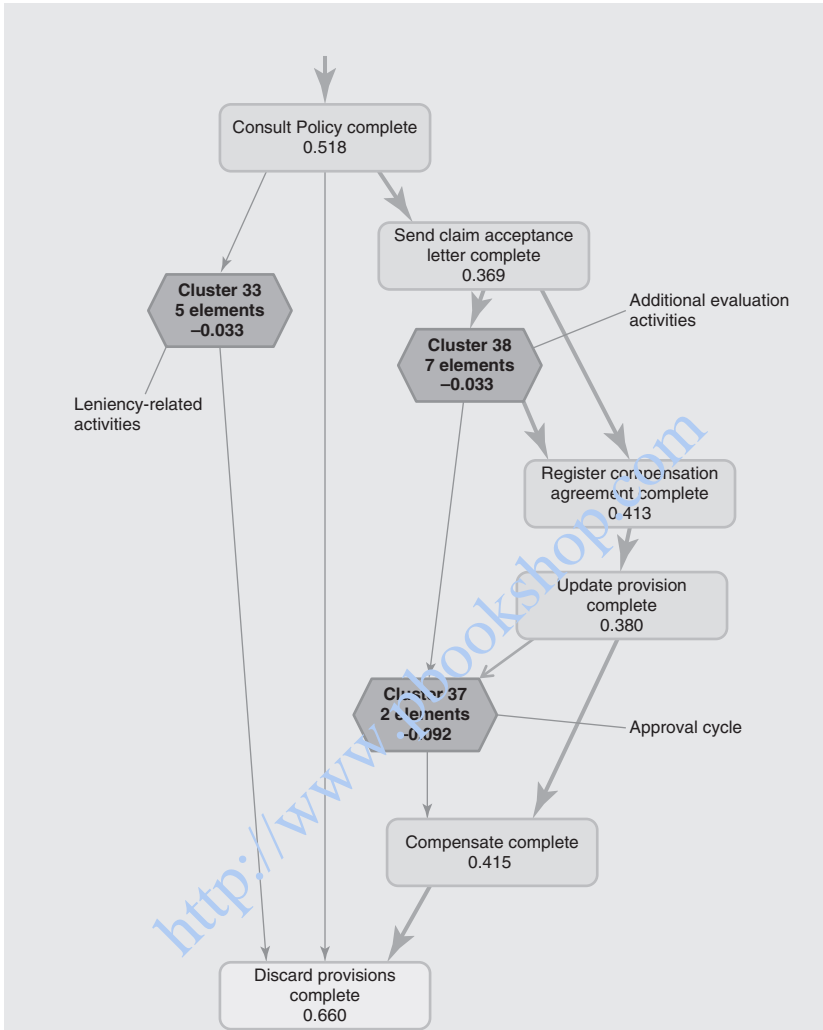 Consult Policy complete
0.518
Send claim acceptance
letter complete
0.369
Cluster 33
5 elements
–0.033
Additional evaluation
activities
Cluster 38
7 elements
–0.033
Leniency-related
activities
Register compensation
agreement complete
0.413
Update provision
complete
0.380
Cluster 37
2 elements
-0.092
Approval cycle
Compensate complete
0.415
Discard provisions
complete
0.660
http://www.pbookshop.com